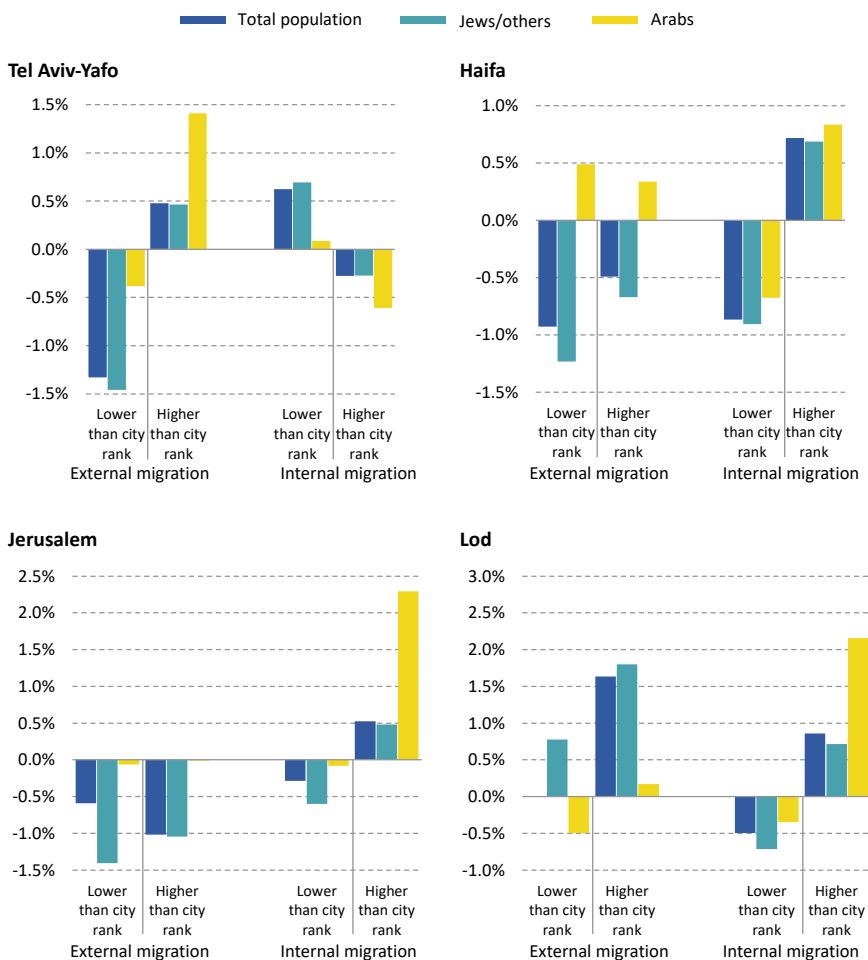 Total population Jews/others Arabs
Tel Aviv-Yafo
1.5%
1.0%
0.5%
0.0%
-0.5%
-1.0%
-1.5%
Lower than city rank
Higher than city rank
Lower than city rank
Higher than city rank
External migration
Internal migration
Haifa
1.0%
0.5%
0.0%
-0.5%
-1.0%
-1.5%
Lower than city rank
Higher than city rank
Lower than city rank
Higher than city rank
External migration
Internal migration
Jerusalem
2.5%
2.0%
1.5%
1.0%
0.5%
0.0%
-0.5%
-1.0%
-1.5%
Lower than city rank
Higher than city rank
Lower than city rank
Higher than city rank
External migration
Internal migration
Lod
3.0%
2.5%
2.0%
1.5%
1.0%
0.5%
0.0%
-0.5%
-1.0%
Lower than city rank
Higher than city rank
Lower than city rank
Higher than city rank
External migration
Internal migration